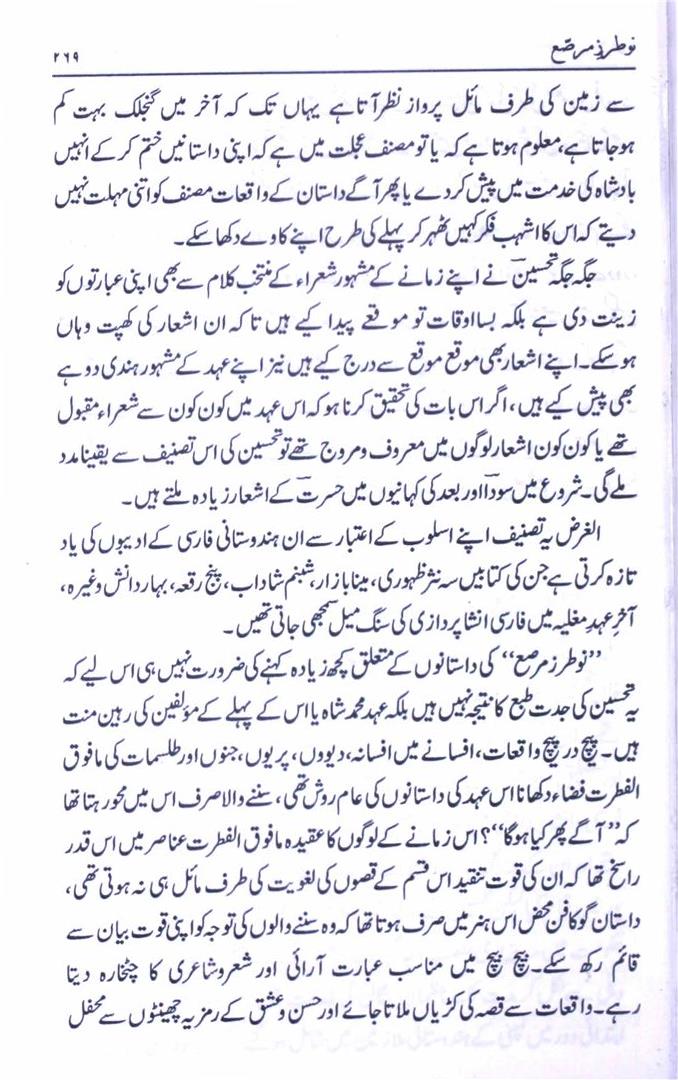 نو طرزِ مرصّع
۲۶۹
سے زمین کی طرف مائل پرواز نظر آتا ہے یہاں تک کہ آخر میں گنجلک بہت کم
ہو جاتا ہے، معلوم ہوتا ہے کہ یا تو مصنف عجلت میں ہے کہ اپنی داستانیں ختم کر کے انہیں
بادشاہ کی خدمت میں پیش کر دے یا پھر آگے داستان کے واقعات مصنف کو اتنی مہلت نہیں
دیتے کہ اس کا اشہب فکر کہیں ٹھہر کر پہلے کی طرح اپنے کاوے دکھا سکے۔
جگہ جگہ تحسینؔ نے اپنے زمانے کے مشہور شعراء کے منتخب کلام سے بھی اپنی عبارتوں کو
زینت دی ہے بلکہ بسا اوقات تو موقعے پیدا کیے ہیں تاکہ ان اشعار کی کھپت وہاں
ہو سکے۔ اپنے اشعار بھی موقع موقع سے درج کیے ہیں نیز اپنے عہد کے مشہور ہندی دوہے
بھی پیش کیے ہیں، اگر اس بات کی تحقیق کرنا ہو کہ اس عہد میں کون کون سے شعراء مقبول
تھے یا کون کون اشعار لوگوں میں معروف و مروج تھے تو تحسین کی اس تصنیف سے یقینا مدد
ملے گی۔ شروع میں سوداؔ اور بعد کی کہانیوں میں حسرتؔ کے اشعار زیادہ ملتے ہیں۔
الغرض یہ تصنیف اپنے اسلوب کے اعتبار سے ان ہندوستانی فارسی کے ادیبوں کی یاد
تازہ کرتی ہے جن کی کتابیں سہ نثر ظہوری، مینا بازار، شبنم شاداب، پنج رقعہ، بہار دانش وغیرہ،
آخرِ عہدِ مغلیہ میں فارسی انشا پردازی کی سنگ میل سمجھی جاتی تھیں۔
’’نو طرز مرصع‘‘ کی داستانوں کے متعلق کچھ زیادہ کہنے کی ضرورت نہیں ہی اس لیے کہ
یہ تحسین کی جدت طبع کا نتیجہ نہیں ہیں بلکہ عہد محمد شاہ یا اس کے پہلے کے مؤلفین کی رہین منت
ہیں۔ پیچ در پیچ واقعات، افسانے میں افسانہ، دیووں، پریوں، جنوں اور طلسمات کی مافوق
الفطرت فضاء دکھانا اس عہد کی داستانوں کی عام روش تھی، سننے والا صرف اس میں محو رہتا تھا
کہ ’’آگے پھر کیا ہوگا‘‘؟ اس زمانے کے لوگوں کا عقیدہ مافوق الفطرت عناصر میں اس قدر
راسخ تھا کہ ان کی قوت تنقید اس قسم کے قصوں کی لغویت کی طرف مائل ہی نہ ہوتی تھی،
داستان گو کا فن محض اس ہنر میں صرف ہوتا تھا کہ وہ سننے والوں کی توجہ کو اپنی قوت بیان سے
قائم رکھ سکے۔ بیچ بیچ میں مناسب عبارت آرائی اور شعر و شاعری کا چٹخارہ دیتا
رہے۔ واقعات سے قصہ کی کڑیاں ملاتا جائے اور حسن و عشق کے رمزیہ چھینٹوں سے محفل